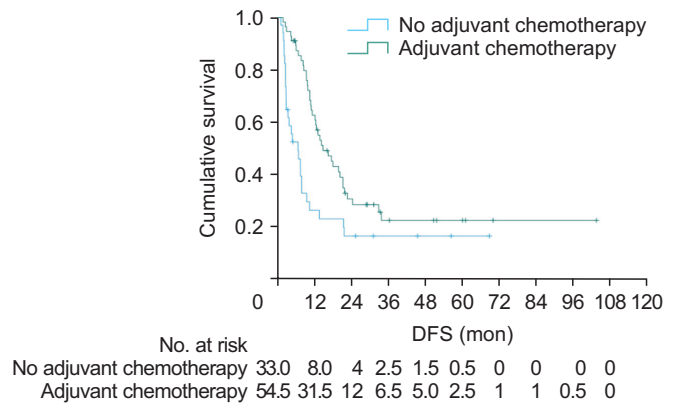 1.0
0.8
0.6
0.4
0.2
Cumulative survival
No adjuvant chemotherapy
Adjuvant chemotherapy
0 12 24 36 48 60 72 84 96 108 120
DFS (mon)
No. at risk
No adjuvant chemotherapy 33.0 8.0 4 2.5 1.5 0.5 0 0 0 0
Adjuvant chemotherapy 54.5 31.5 12 6.5 5.0 2.5 1 1 0.5 0